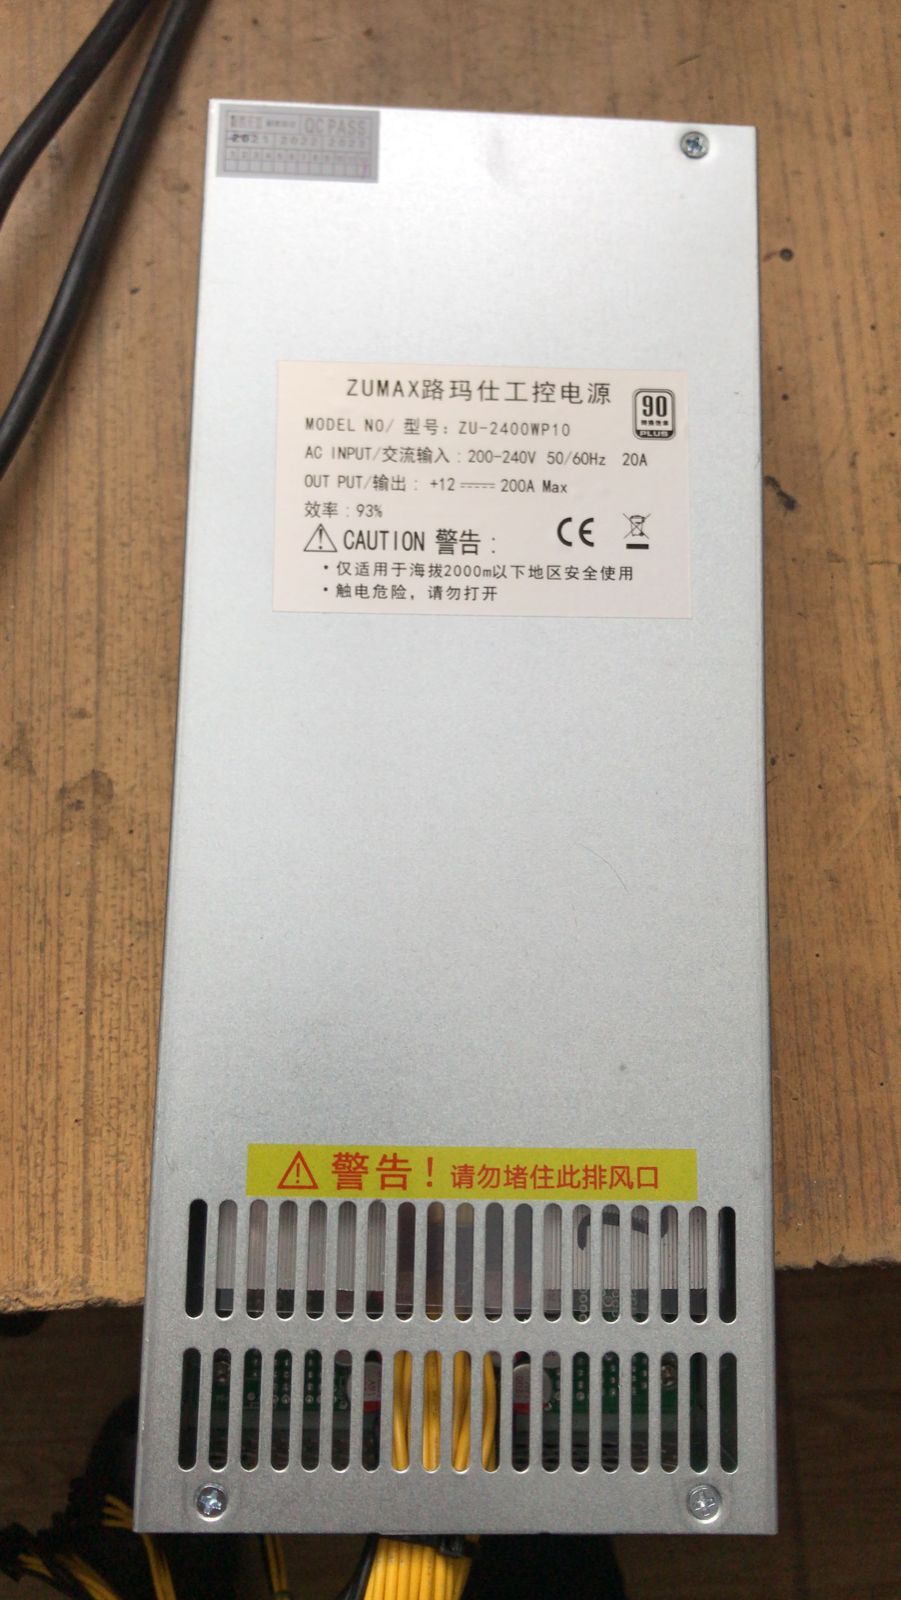 QC PASS
2021 2022 2023
ZUMAX路玛仕工控电源
90
PLUS
MODEL NO/ 型号: ZU-2400WP10
AC INPUT/交流输入: 200-240V 50/60Hz 20A
OUT PUT/输出: +12 200A Max
效率: 93%
CE
CAUTION 警告:
·仅适用于海拔2000m以下地区安全使用
·触电危险，请勿打开
警告! 请勿堵住此排风口